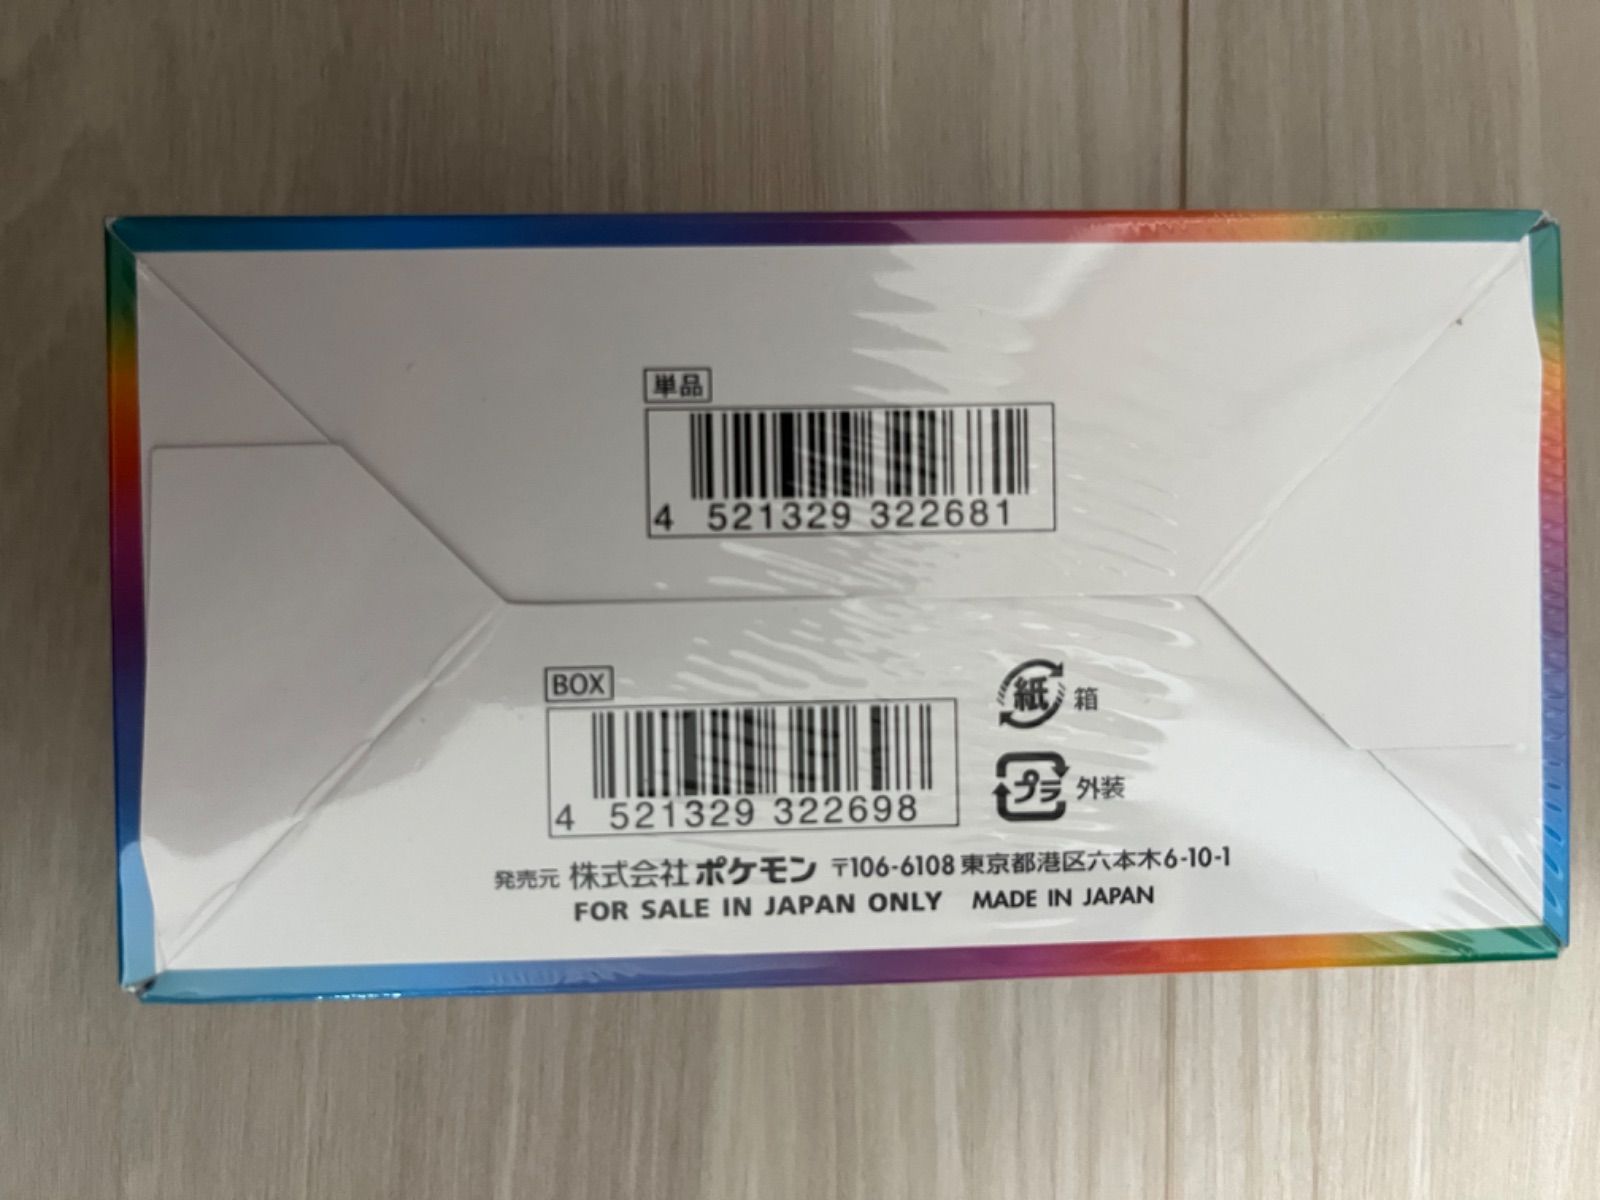 単品
4 521329 322681
BOX
4 521329 322698
紙 箱
プラ 外装
発売元 株式会社ポケモン 〒106-6108 東京都港区六本木6-10-1
FOR SALE IN JAPAN ONLY MADE IN JAPAN